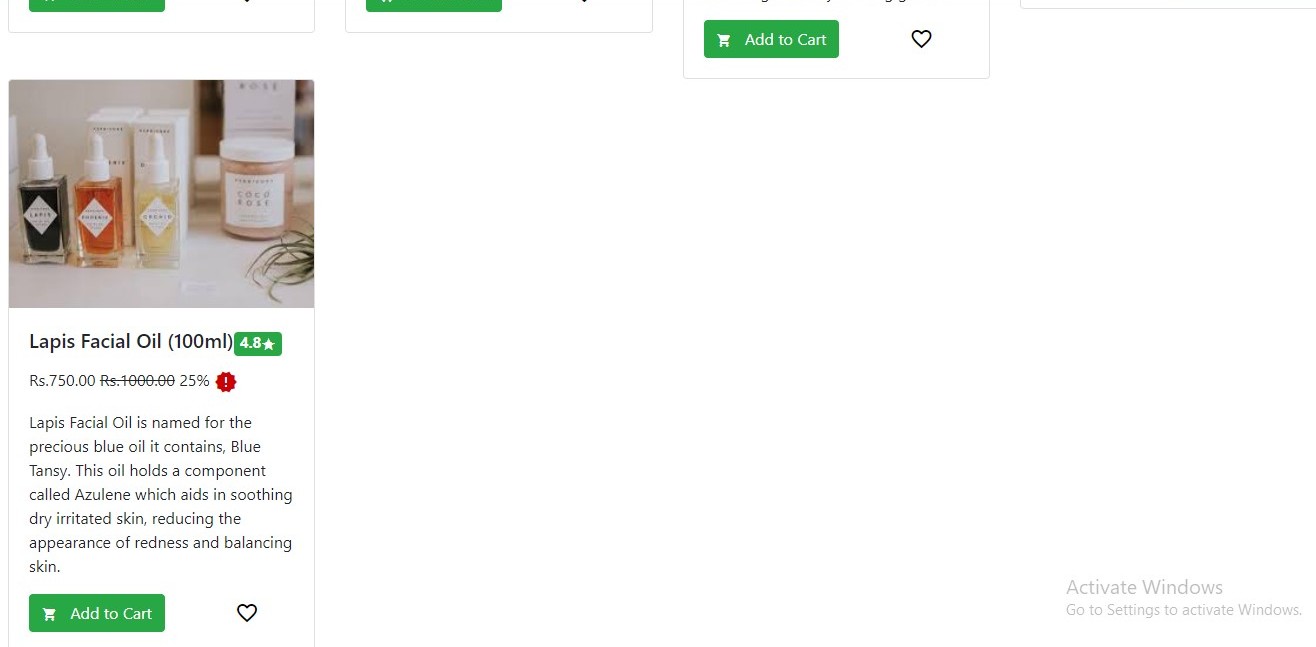 Add to Cart
ROSE
LAPIS
PHOENIX
ORCHID
COCO
ROSE
Lapis Facial Oil (100ml) 4.8
Rs.750.00 Rs.1000.00 25%
Lapis Facial Oil is named for the
precious blue oil it contains, Blue
Tansy. This oil holds a component
called Azulene which aids in soothing
dry irritated skin, reducing the
appearance of redness and balancing
skin.
Add to Cart
Activate Windows
Go to Settings to activate Windows.